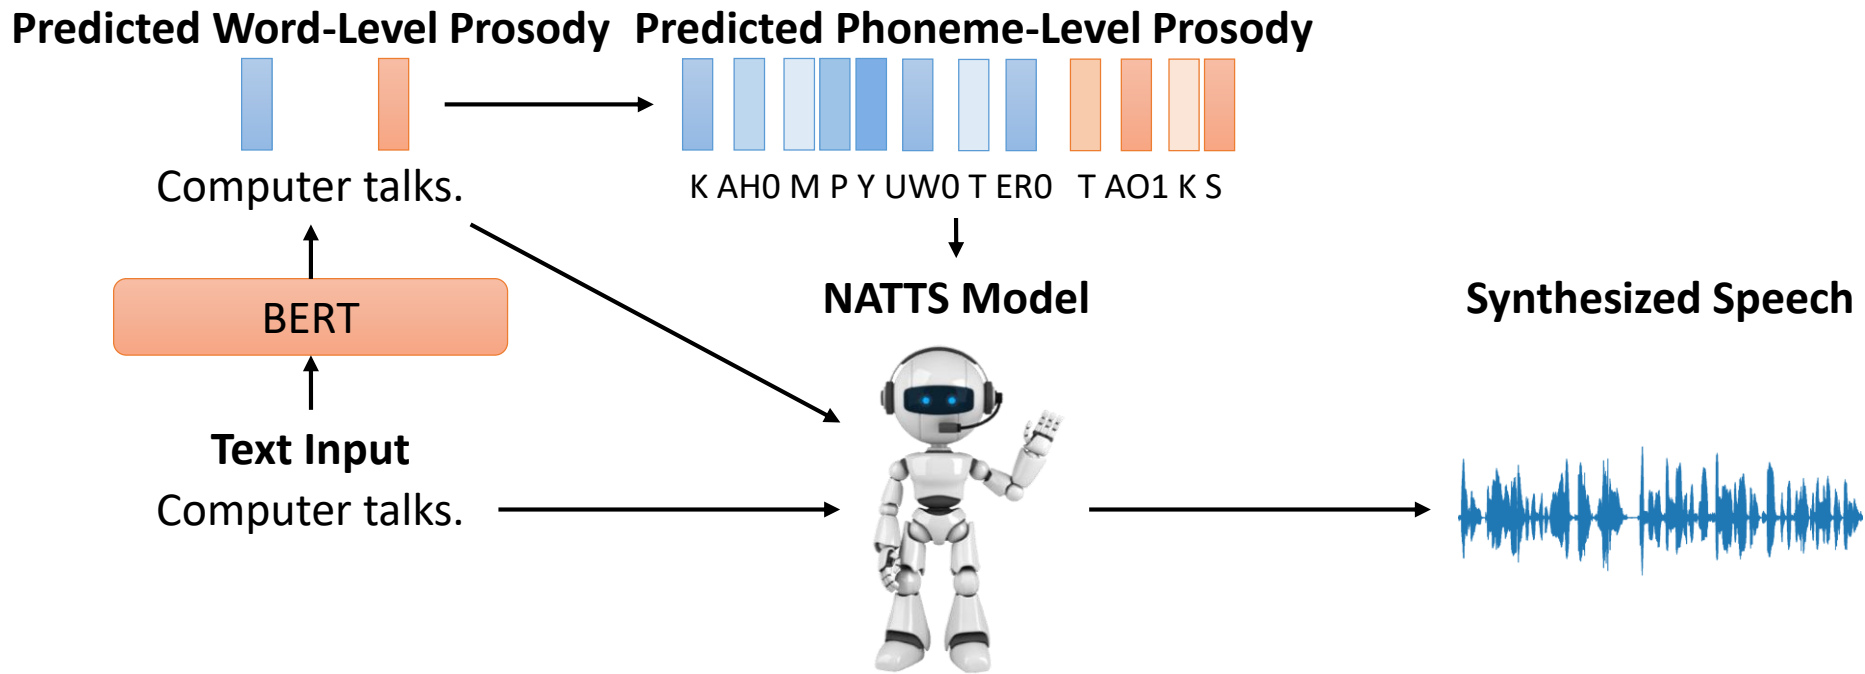 Predicted Word-Level Prosody
Predicted Phoneme-Level Prosody
Computer talks.
K AH0 M P Y UW0 T ER0 T AO1 K S
BERT
NATTS Model
Synthesized Speech
Text Input
Computer talks.